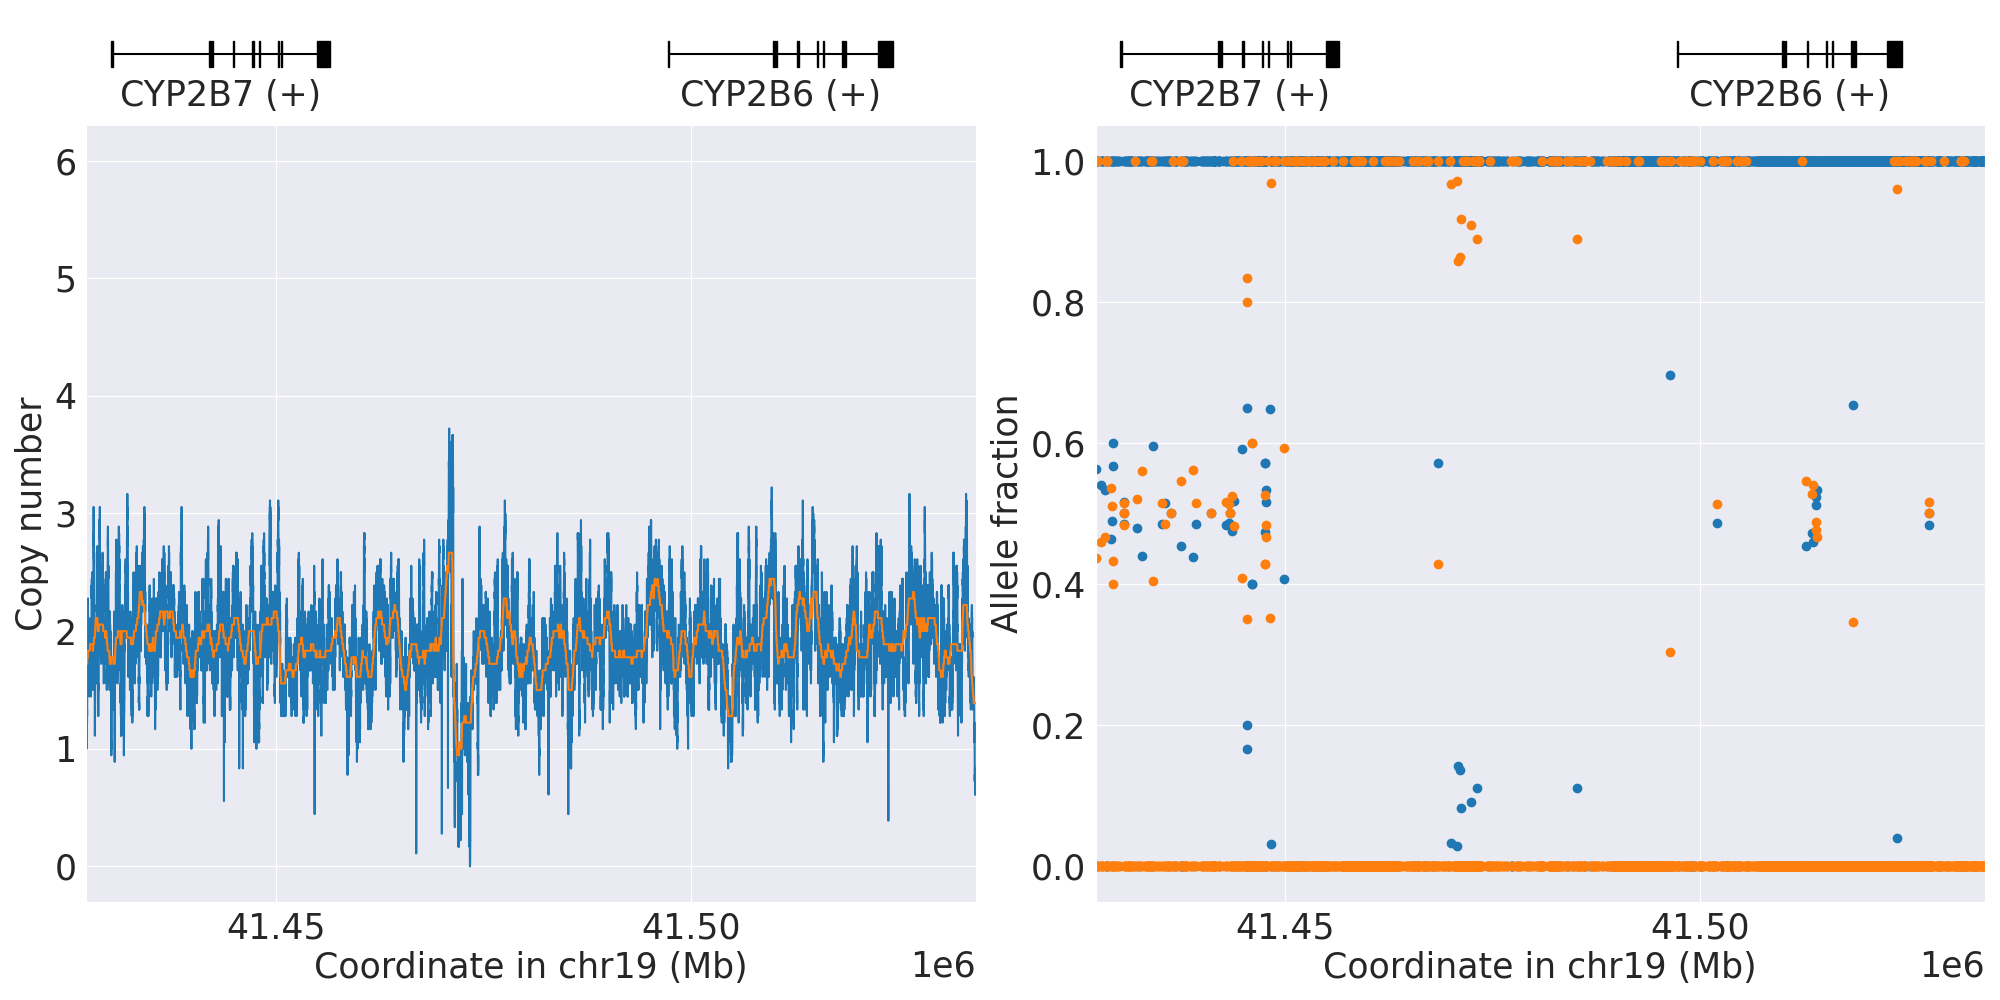 CYP2B7 (+)
CYP2B6 (+)
6
5
4
3
2
1
0
Copy number
41.45
41.50
Coordinate in chr19 (Mb)
1e6
CYP2B7 (+)
CYP2B6 (+)
1.0
0.8
0.6
0.4
0.2
0.0
Allele fraction
41.45
41.50
Coordinate in chr19 (Mb)
1e6